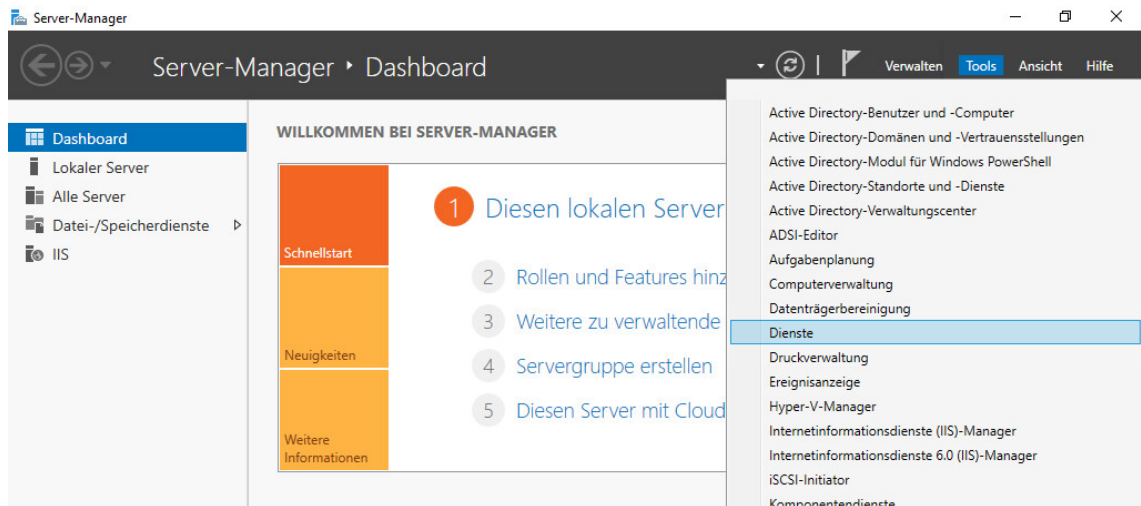 Server-Manager
Server-Manager ‣ Dashboard
Verwalten Tools Ansicht Hilfe
Dashboard
Lokaler Server
Alle Server
Datei-/Speicherdienste
IIS
WILLKOMMEN BEI SERVER-MANAGER
Schnellstart
Neuigkeiten
Weitere
Informationen
1 Diesen lokalen Server
2 Rollen und Features hinz
3 Weitere zu verwaltende
4 Servergruppe erstellen
5 Diesen Server mit Cloud
Active Directory-Benutzer und -Computer
Active Directory-Domänen und -Vertrauensstellungen
Active Directory-Modul für Windows PowerShell
Active Directory-Standorte und -Dienste
Active Directory-Verwaltungscenter
ADSI-Editor
Aufgabenplanung
Computerverwaltung
Datenträgerbereinigung
Dienste
Druckverwaltung
Ereignisanzeige
Hyper-V-Manager
Internetinformationsdienste (IIS)-Manager
Internetinformationsdienste 6.0 (IIS)-Manager
iSCSI-Initiator
Komponentendienste